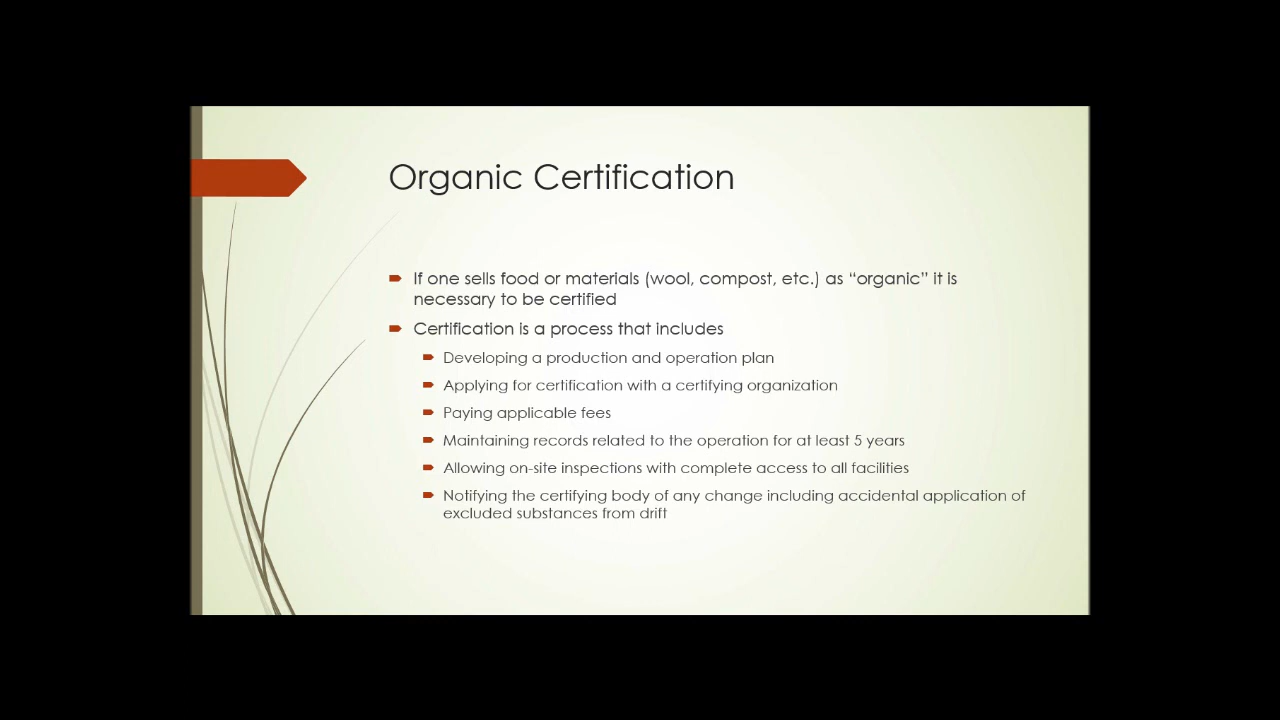 Organic Certification
If one sells food or materials (wool, compost, etc.) as “organic” it is
necessary to be certified
Certification is a process that includes
Developing a production and operation plan
Applying for certification with a certifying organization
Paying applicable fees
Maintaining records related to the operation for at least 5 years
Allowing on-site inspections with complete access to all facilities
Notifying the certifying body of any change including accidental application of
excluded substances from drift